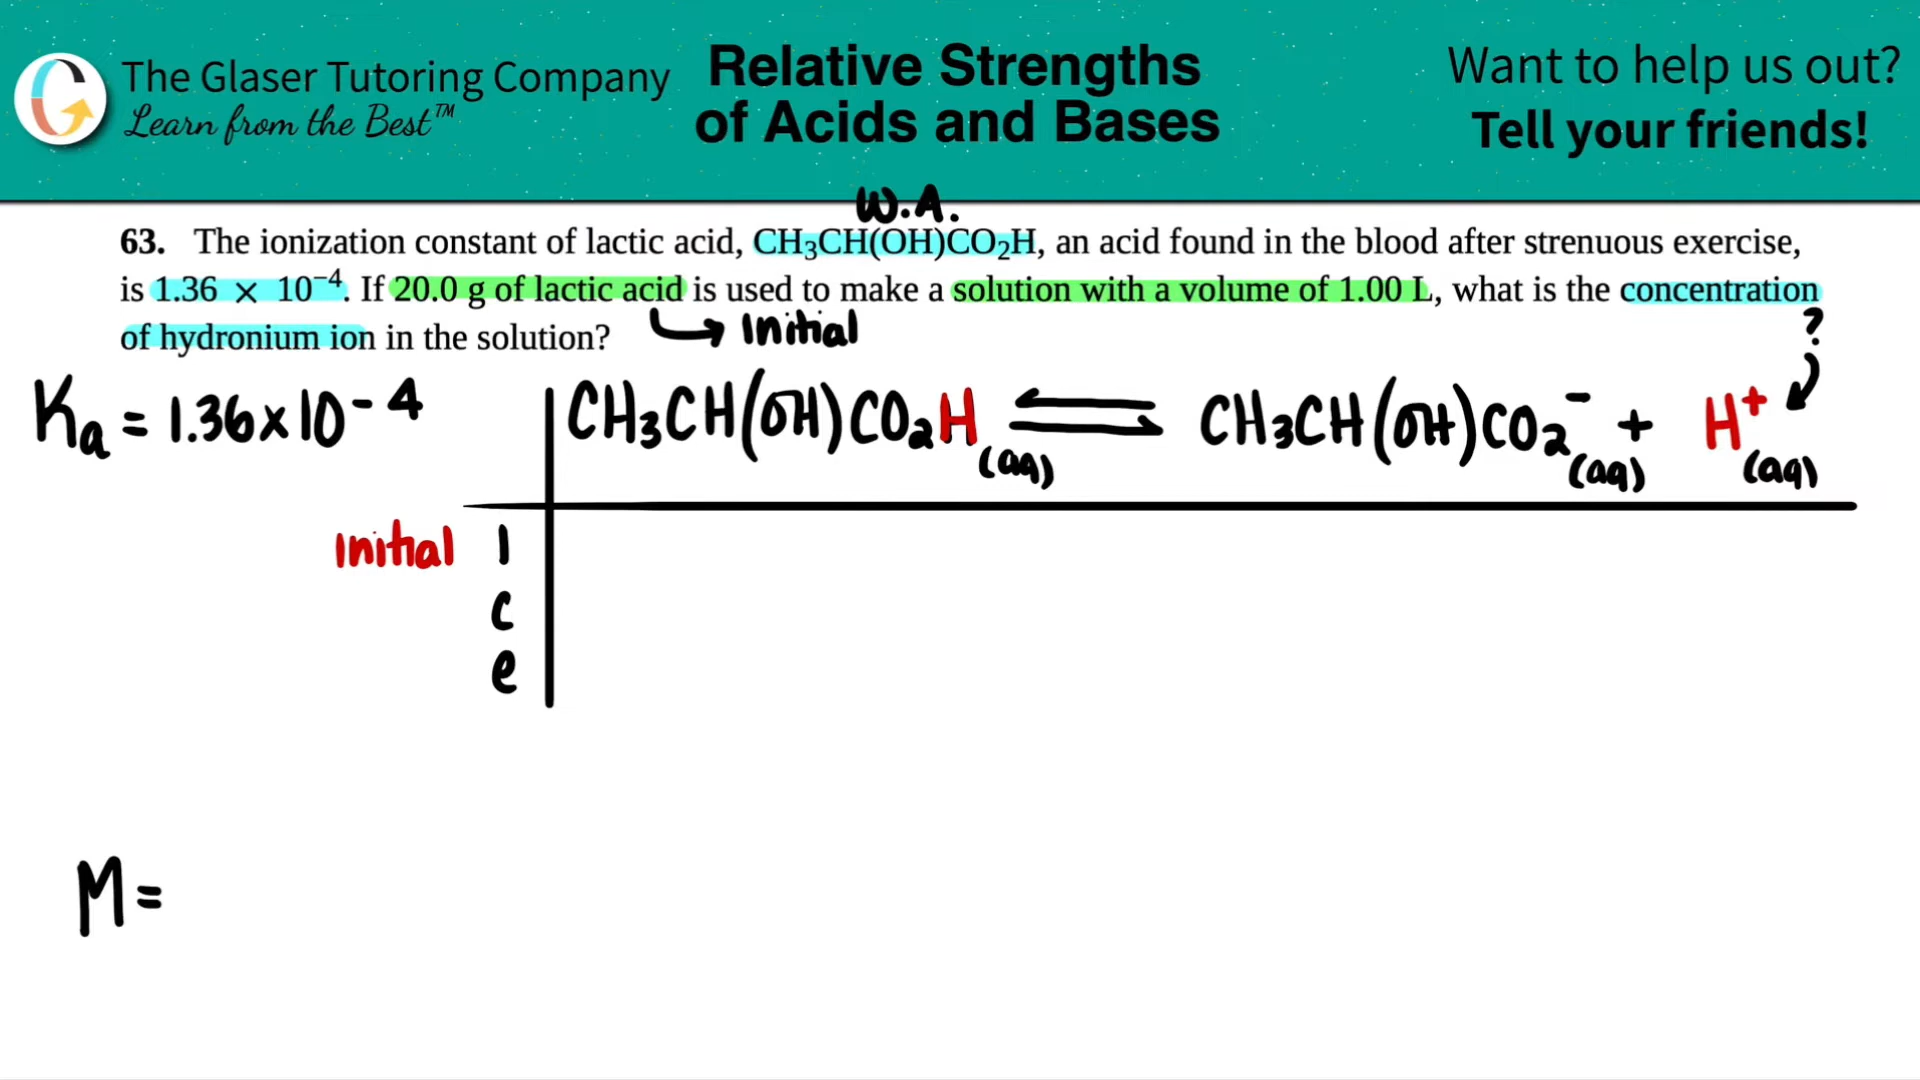 The Glaser Tutoring Company
Learn from the Best™
Relative Strengths
of Acids and Bases
Want to help us out?
Tell your friends!
W.A.
63. The ionization constant of lactic acid, CH₃CH(OH)CO₂H, an acid found in the blood after strenuous exercise,
is 1.36 × 10⁻⁴. If 20.0 g of lactic acid is used to make a solution with a volume of 1.00 L, what is the concentration
of hydronium ion in the solution?
Initial
?
Ka = 1.36x10⁻⁴
CH₃CH(OH)CO₂H(aq) ⇌ CH₃CH(OH)CO₂⁻(aq) + H⁺(aq)
Initial I
C
e
M=